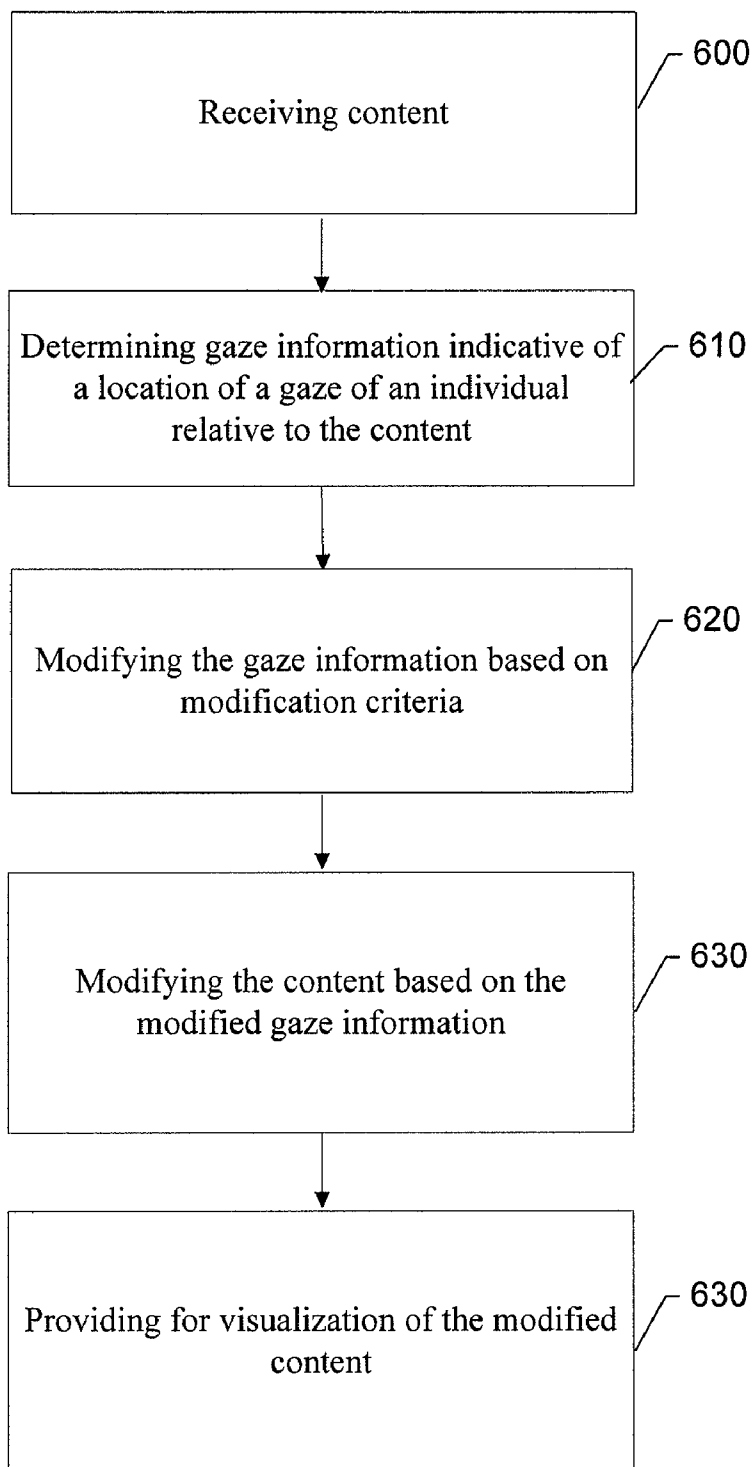 Receiving content
600
Determining gaze information indicative of
a location of a gaze of an individual
relative to the content
610
Modifying the gaze information based on
modification criteria
620
Modifying the content based on the
modified gaze information
630
Providing for visualization of the modified
content
630